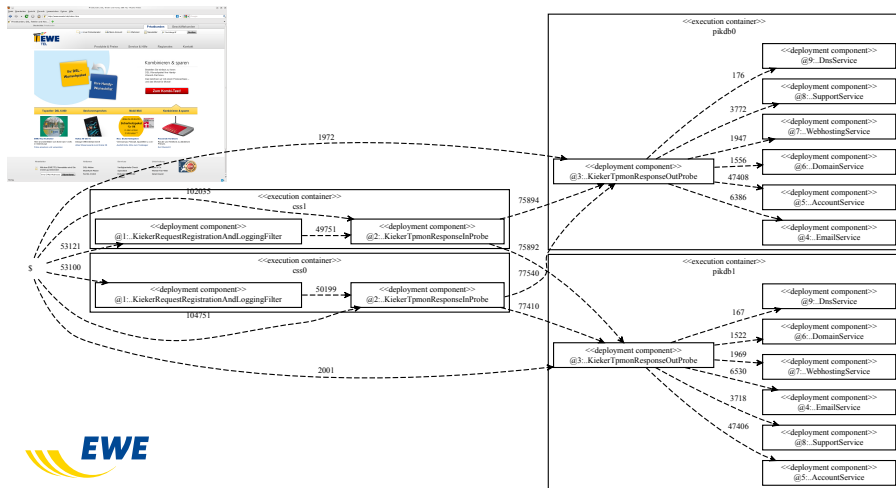 EWE
TEL
Kombinieren & sparen
1972
102035
<<execution container>>
css1
<<deployment component>>
@1:..KiekerRequestRegistrationAndLoggingFilter
49751
<<deployment component>>
@2:..KiekerTpmonResponseInProbe
75894
53121
$
53100
<<execution container>>
css0
<<deployment component>>
@1:..KiekerRequestRegistrationAndLoggingFilter
50199
<<deployment component>>
@2:..KiekerTpmonResponseInProbe
75892
77540
77410
104751
2001
<<execution container>>
pikdb0
<<deployment component>>
@3:..KiekerTpmonResponseOutProbe
176
<<deployment component>>
@9:..DnsService
3772
<<deployment component>>
@8:..SupportService
1947
<<deployment component>>
@7:..WebhostingService
1556
<<deployment component>>
@6:..DomainService
47408
<<deployment component>>
@5:..AccountService
6386
<<deployment component>>
@4:..EmailService
<<execution container>>
pikdb1
<<deployment component>>
@3:..KiekerTpmonResponseOutProbe
167
<<deployment component>>
@9:..DnsService
1522
<<deployment component>>
@6:..DomainService
1969
<<deployment component>>
@7:..WebhostingService
6530
<<deployment component>>
@4:..EmailService
3718
<<deployment component>>
@8:..SupportService
47406
<<deployment component>>
@5:..AccountService
EWE